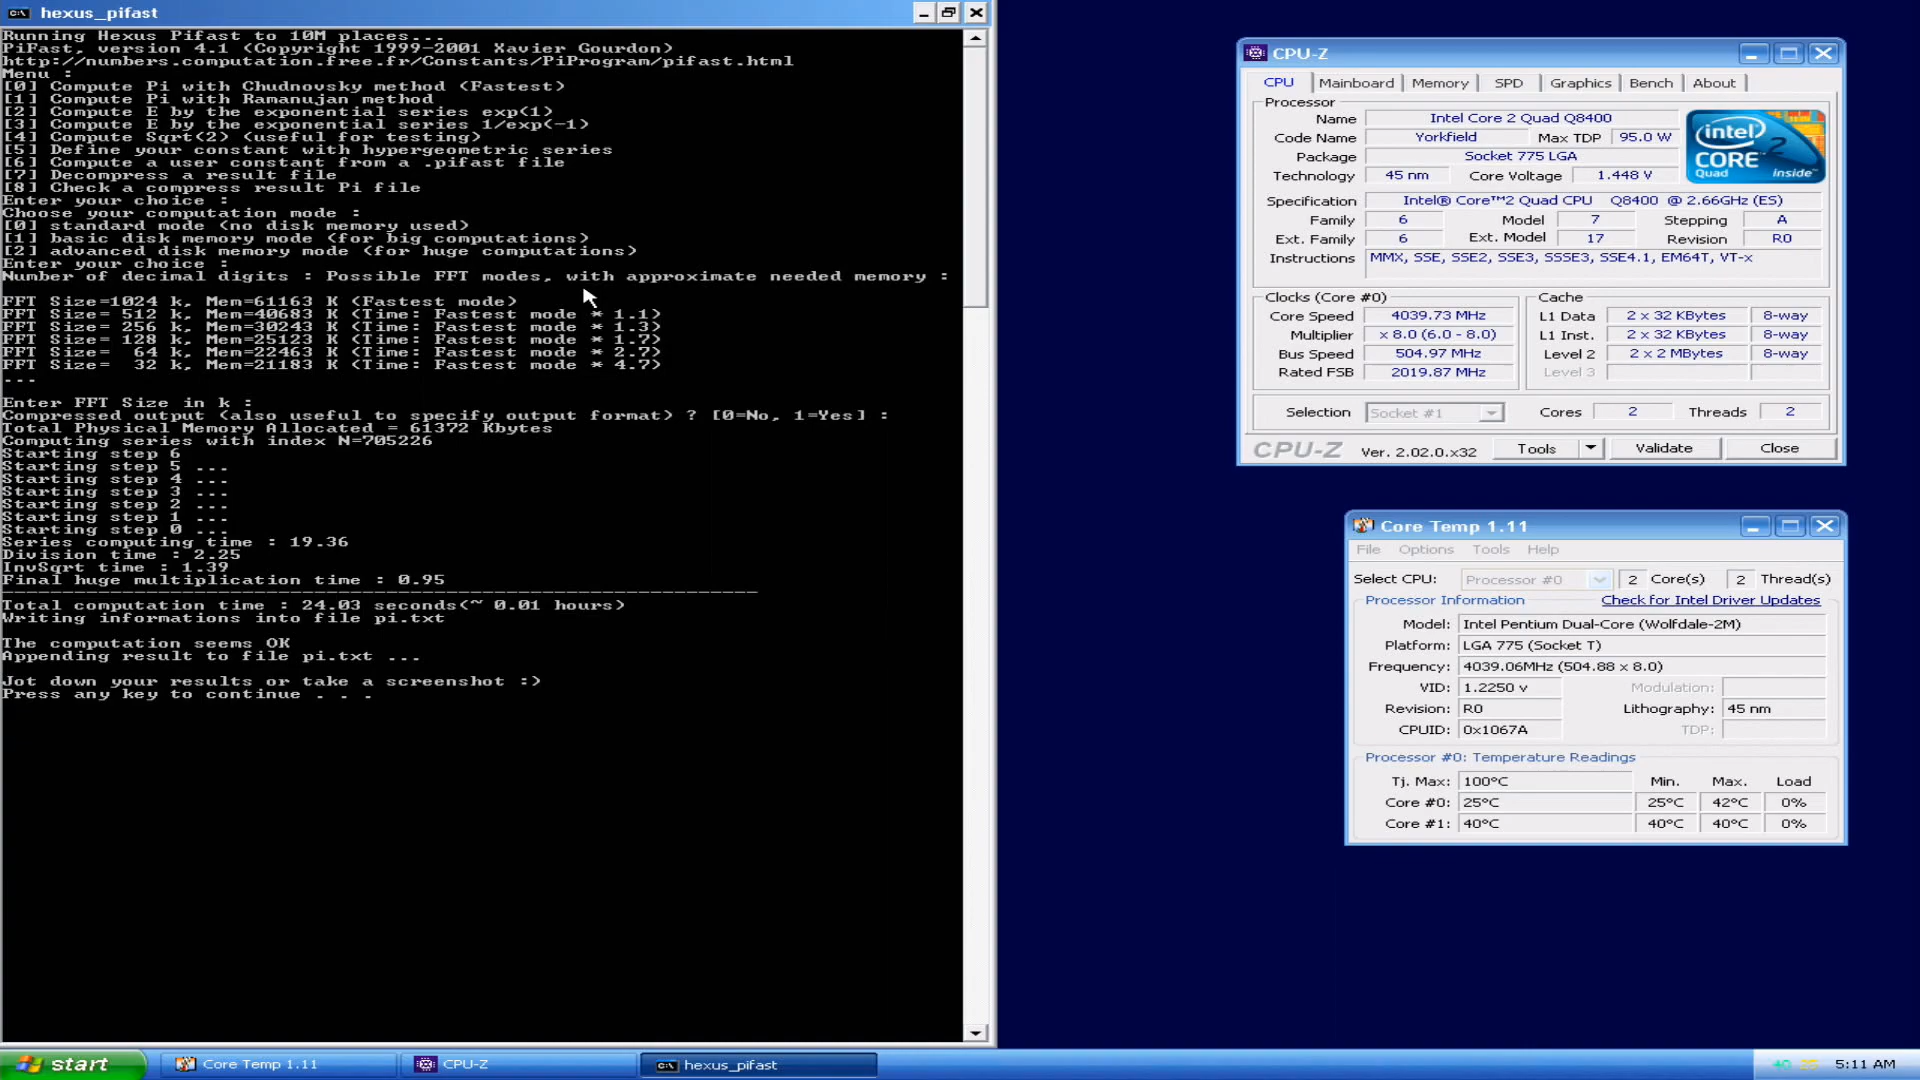 hexus_pifast
Running Hexus Pifast to 10M places...
PiFast, version 4.1 (Copyright 1999-2001 Xavier Gourdon)
http://numbers.computation.free.fr/Constants/PiProgram/pifast.html
Menu :
[0] Compute Pi with Chudnovsky method (Fastest)
[1] Compute Pi with Ramanujan method
[2] Compute E by the exponential series exp(1)
[3] Compute E by the exponential series 1/exp(-1)
[4] Compute Sqrt(2) (useful for testing)
[5] Define your constant with hypergeometric series
[6] Compute a user constant from a .pifast file
[7] Decompress a result file
[8] Check a compress result Pi file
Enter your choice :
Choose your computation mode :
[0] standard mode (no disk memory used)
[1] basic disk memory mode (for big computations)
[2] advanced disk memory mode (for huge computations)
Enter your choice :
Number of decimal digits : Possible FFT modes, with approximate needed memory :
FFT Size=1024 k, Mem=61163 K (Fastest mode)
FFT Size= 512 k, Mem=40683 K (Time: Fastest mode * 1.1)
FFT Size= 256 k, Mem=30243 K (Time: Fastest mode * 1.3)
FFT Size= 128 k, Mem=25123 K (Time: Fastest mode * 1.7)
FFT Size=  64 k, Mem=22463 K (Time: Fastest mode * 2.7)
FFT Size=  32 k, Mem=21183 K (Time: Fastest mode * 4.7)
...
Enter FFT Size in k :
Compressed output (also useful to specify output format) ? [0=No, 1=Yes] :
Total Physical Memory Allocated = 61372 Kbytes
Computing series with index N=705226
Starting step 6
Starting step 5 ...
Starting step 4 ...
Starting step 3 ...
Starting step 2 ...
Starting step 1 ...
Starting step 0 ...
Series computing time : 19.36
Division time : 2.25
InvSqrt time : 1.39
Final huge multiplication time : 0.95
---------------------------------------------------------------
Total computation time : 24.03 seconds(~ 0.01 hours)
Writing informations into file pi.txt
The computation seems OK
Appending result to file pi.txt ...
Jot down your results or take a screenshot :)
Press any key to continue . . .
CPU-Z
CPU Mainboard Memory SPD Graphics Bench About
Processor
Name Intel Core 2 Quad Q8400
Code Name Yorkfield Max TDP 95.0 W
Package Socket 775 LGA
Technology 45 nm Core Voltage 1.448 V
intel CORE 2 Quad inside
Specification Intel® Core™2 Quad CPU Q8400 @ 2.66GHz (ES)
Family 6 Model 7 Stepping A
Ext. Family 6 Ext. Model 17 Revision R0
Instructions MMX, SSE, SSE2, SSE3, SSSE3, SSE4.1, EM64T, VT-x
Clocks (Core #0) Cache
Core Speed 4039.73 MHz L1 Data 2 x 32 KBytes 8-way
Multiplier x 8.0 (6.0 - 8.0) L1 Inst. 2 x 32 KBytes 8-way
Bus Speed 504.97 MHz Level 2 2 x 2 MBytes 8-way
Rated FSB 2019.87 MHz Level 3
Selection Socket #1 Cores 2 Threads 2
CPU-Z Ver. 2.02.0.x32 Tools Validate Close
Core Temp 1.11
File Options Tools Help
Select CPU: Processor #0 2 Core(s) 2 Thread(s)
Processor Information Check for Intel Driver Updates
Model: Intel Pentium Dual-Core (Wolfdale-2M)
Platform: LGA 775 (Socket T)
Frequency: 4039.06MHz (504.88 x 8.0)
VID: 1.2250 v Modulation:
Revision: R0 Lithography: 45 nm
CPUID: 0x1067A TDP:
Processor #0: Temperature Readings
Tj. Max: 100°C Min. Max. Load
Core #0: 25°C 25°C 42°C 0%
Core #1: 40°C 40°C 40°C 0%
start Core Temp 1.11 CPU-Z hexus_pifast 5:11 AM